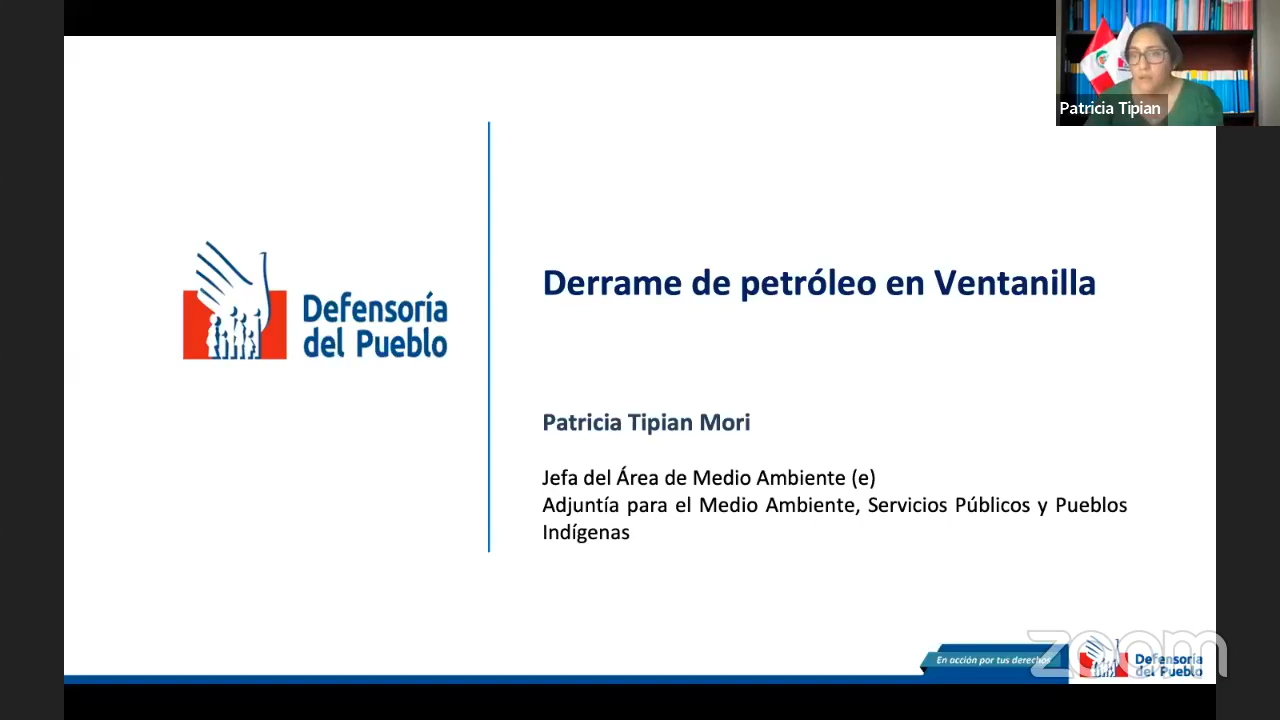 Patricia Tipian
Defensoría
del Pueblo
Derrame de petróleo en Ventanilla
Patricia Tipian Mori
Jefa del Área de Medio Ambiente (e)
Adjuntía para el Medio Ambiente, Servicios Públicos y Pueblos
Indígenas
En acción por tus derechos
zoom
Defensoría
del Pueblo